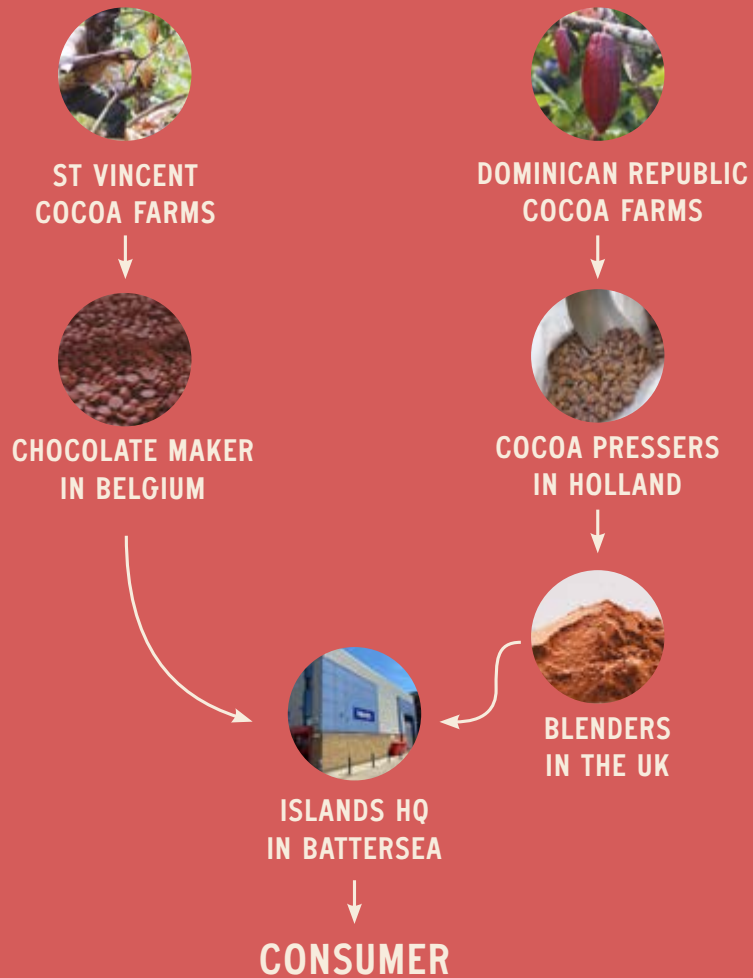 ST VINCENT
COCOA FARMS
DOMINICAN REPUBLIC
COCOA FARMS
CHOCOLATE MAKER
IN BELGIUM
COCOA PRESSERS
IN HOLLAND
BLENDERS
IN THE UK
ISLANDS HQ
IN BATTERSEA
CONSUMER